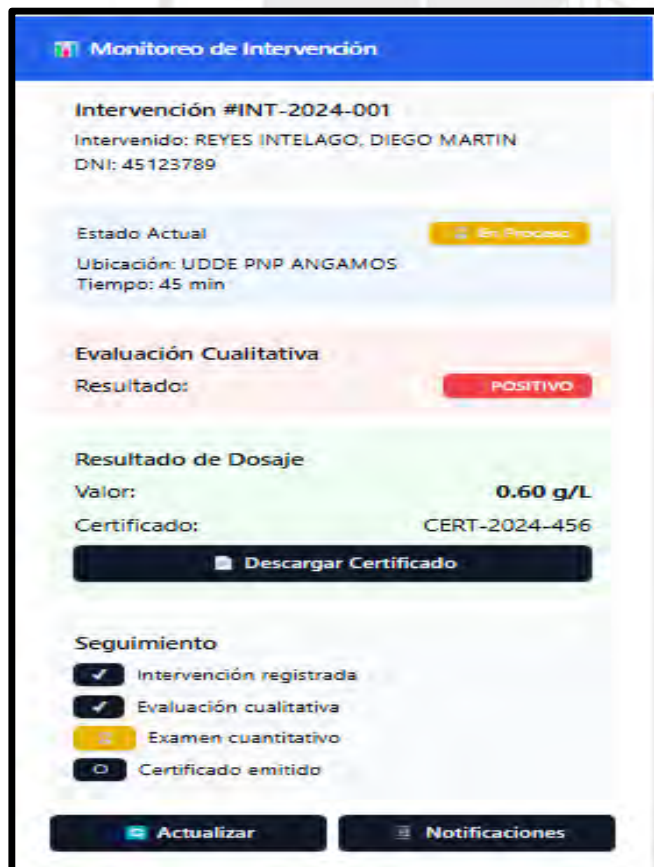 Monitoreo de Intervención
Intervención #INT-2024-001
Intervenido: REYES INTELAGO, DIEGO MARTIN
DNI: 45123789
Estado Actual
En Proceso
Ubicación: UDDE PNP ANGAMOS
Tiempo: 45 min
Evaluación Cualitativa
Resultado: POSITIVO
Resultado de Dosaje
Valor: 0.60 g/L
Certificado: CERT-2024-456
Descargar Certificado
Seguimiento
Intervención registrada
Evaluación cualitativa
Examen cuantitativo
Certificado emitido
Actualizar
Notificaciones